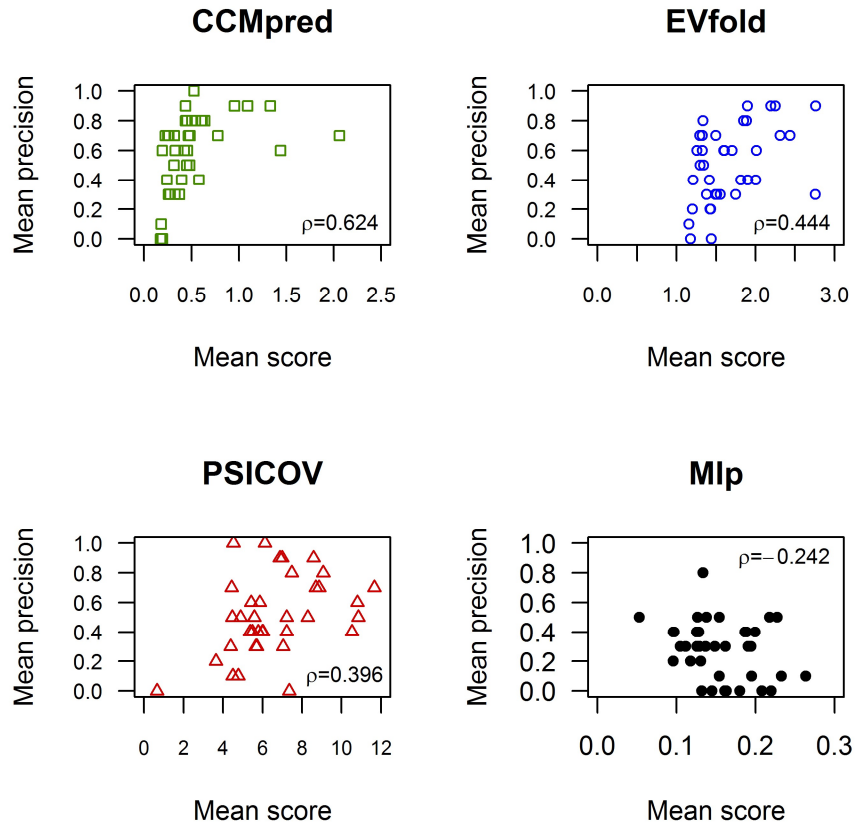 CCMpred
Mean precision
1.0
0.8
0.6
0.4
0.2
0.0
ρ=0.624
0.0 0.5 1.0 1.5 2.0 2.5
Mean score
EVfold
Mean precision
1.0
0.8
0.6
0.4
0.2
0.0
ρ=0.444
0.0 1.0 2.0 3.0
Mean score
PSICOV
Mean precision
1.0
0.8
0.6
0.4
0.2
0.0
ρ=0.396
0 2 4 6 8 10 12
Mean score
MIp
Mean precision
1.0
0.8
0.6
0.4
0.2
0.0
ρ=−0.242
0.0 0.1 0.2 0.3
Mean score